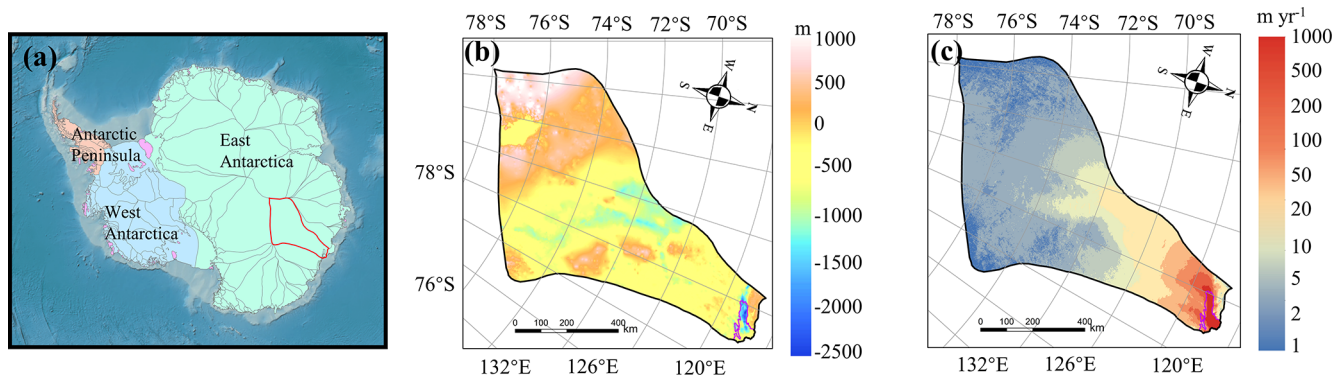 (a)
Antarctic
Peninsula
East
Antarctica
West
Antarctica
78°S 76°S 74°S 72°S 70°S
(b)
W
S
N
E
78°S
76°S
0 100 200 400
km
132°E 126°E 120°E
m
1000
500
0
-500
-1000
-1500
-2000
-2500
78°S 76°S 74°S 72°S 70°S
(c)
W
S
N
E
0 100 200 400
km
132°E 126°E 120°E
m yr-1
1000
500
200
100
50
20
10
5
2
1